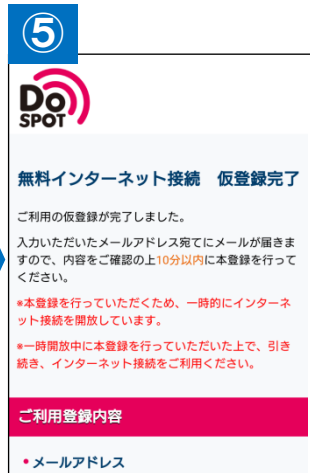 ⑤
Do
SPOT
無料インターネット接続　仮登録完了
ご利用の仮登録が完了しました。
入力いただいたメールアドレス宛てにメールが届きま
すので、内容をご確認の上10分以内に本登録を行って
ください。
※本登録を行っていただくため、一時的にインターネ
ット接続を開放しています。
※一時開放中に本登録を行っていただいた上で、引き
続き、インターネット接続をご利用ください。
ご利用登録内容
•メールアドレス